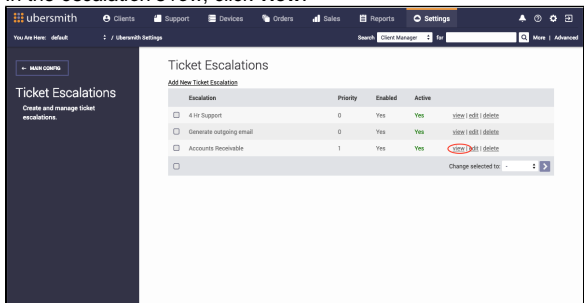 In the escalation's row, click view.
ubersmith Clients Support Devices Orders Sales Reports Settings
You Are Here: default / Ubersmith Settings Search Client Manager for More | Advanced
← MAIN CONFIG
Ticket Escalations
Create and manage ticket
escalations.
Ticket Escalations
Add New Ticket Escalation
Escalation Priority Enabled Active
4 Hr Support 0 Yes Yes view | edit | delete
Generate outgoing email 0 Yes Yes view | edit | delete
Accounts Receivable 1 Yes Yes view | edit | delete
Change selected to: -